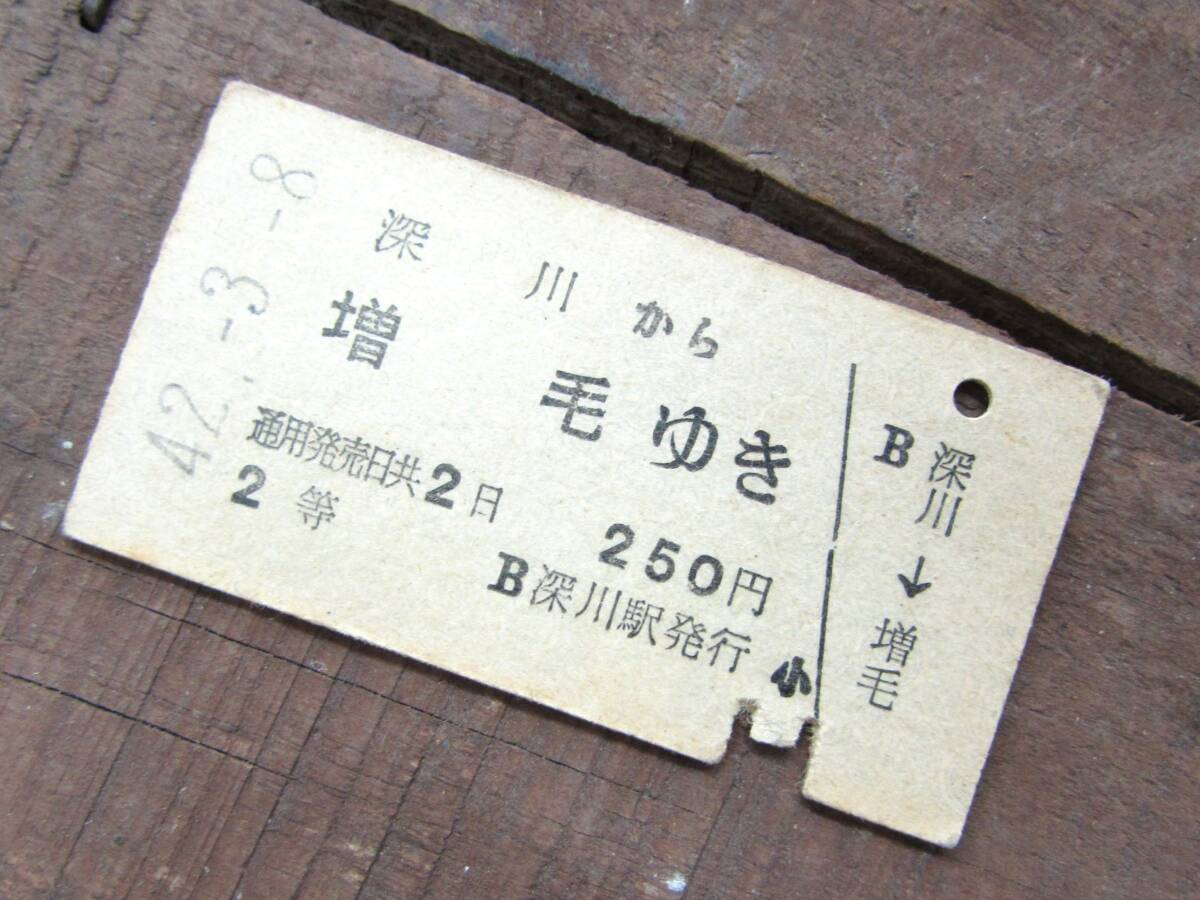 42.-3.-8
深川から
増毛ゆき
通用発売日共2日
2等 250円
B深川駅発行
小
B 深川→増毛